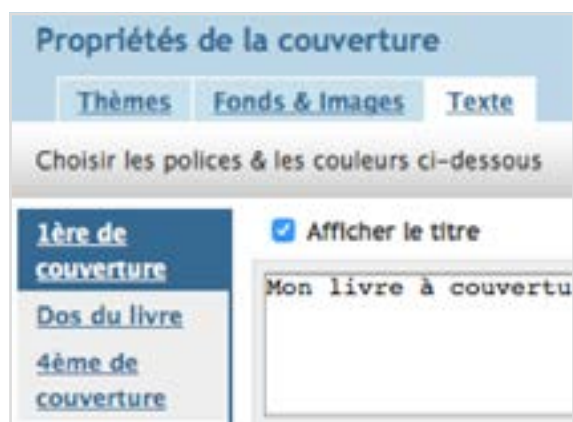 Propriétés de la couverture
Thèmes Fonds & Images Texte
Choisir les polices & les couleurs ci-dessous
1ère de
couverture
Afficher le titre
Mon livre à couvertu
Dos du livre
4ème de
couverture